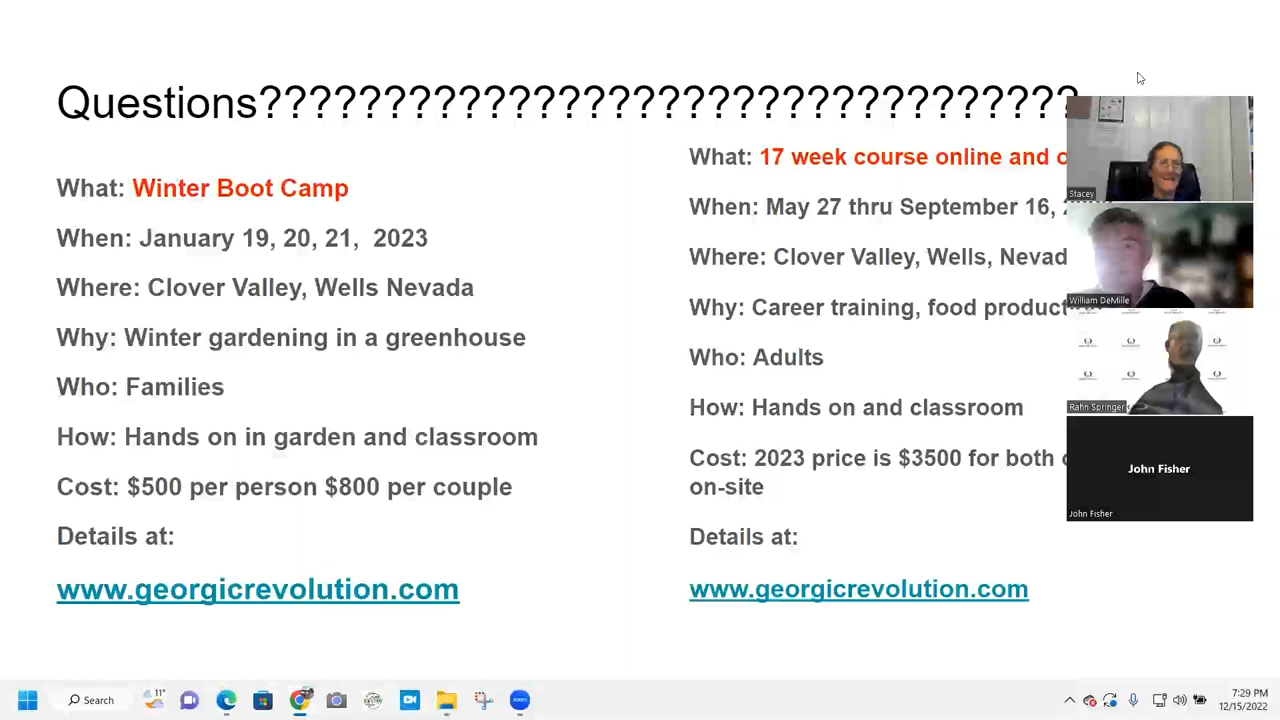 Questions?????????????????????????????????
What: Winter Boot Camp
When: January 19, 20, 21, 2023
Where: Clover Valley, Wells Nevada
Why: Winter gardening in a greenhouse
Who: Families
How: Hands on in garden and classroom
Cost: $500 per person $800 per couple
Details at:
www.georgicrevolution.com
What: 17 week course online and
When: May 27 thru September 16,
Where: Clover Valley, Wells, Nevad
Why: Career training, food product
Who: Adults
How: Hands on and classroom
Cost: 2023 price is $3500 for both
on-site
Details at:
www.georgicrevolution.com
Stacey
William DeMille
Rahn Springer
John Fisher
John Fisher
11°
Search
7:29 PM
12/15/2022